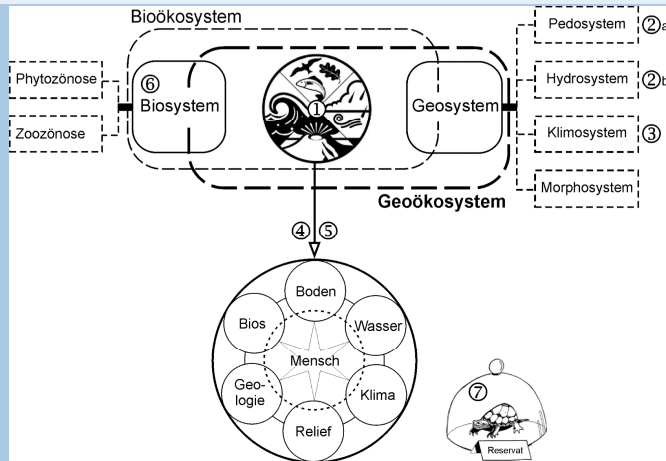 Bioökosystem
Pedosystem ②a
Phytozönose
⑥
Biosystem
①
Geosystem
Hydrosystem ②b
Zoozönose
Klimosystem ③
Morphosystem
Geoökosystem
④ ⑤
Boden
Bios
Wasser
Mensch
Geo-
logie
Klima
Relief
⑦
Reservat